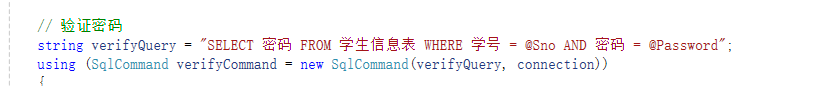 // 验证密码
string verifyQuery = "SELECT 密码 FROM 学生信息表 WHERE 学号 = @Sno AND 密码 = @Password";
using (SqlCommand verifyCommand = new SqlCommand(verifyQuery, connection))
{